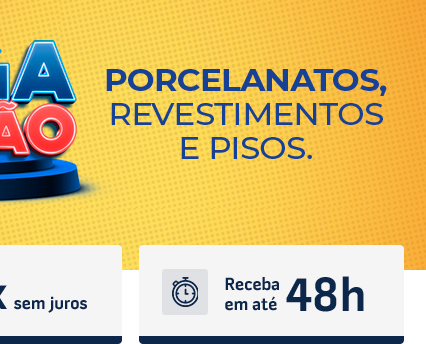 PORCELANATOS,
REVESTIMENTOS
E PISOS.
sem juros
Receba
em até 48h